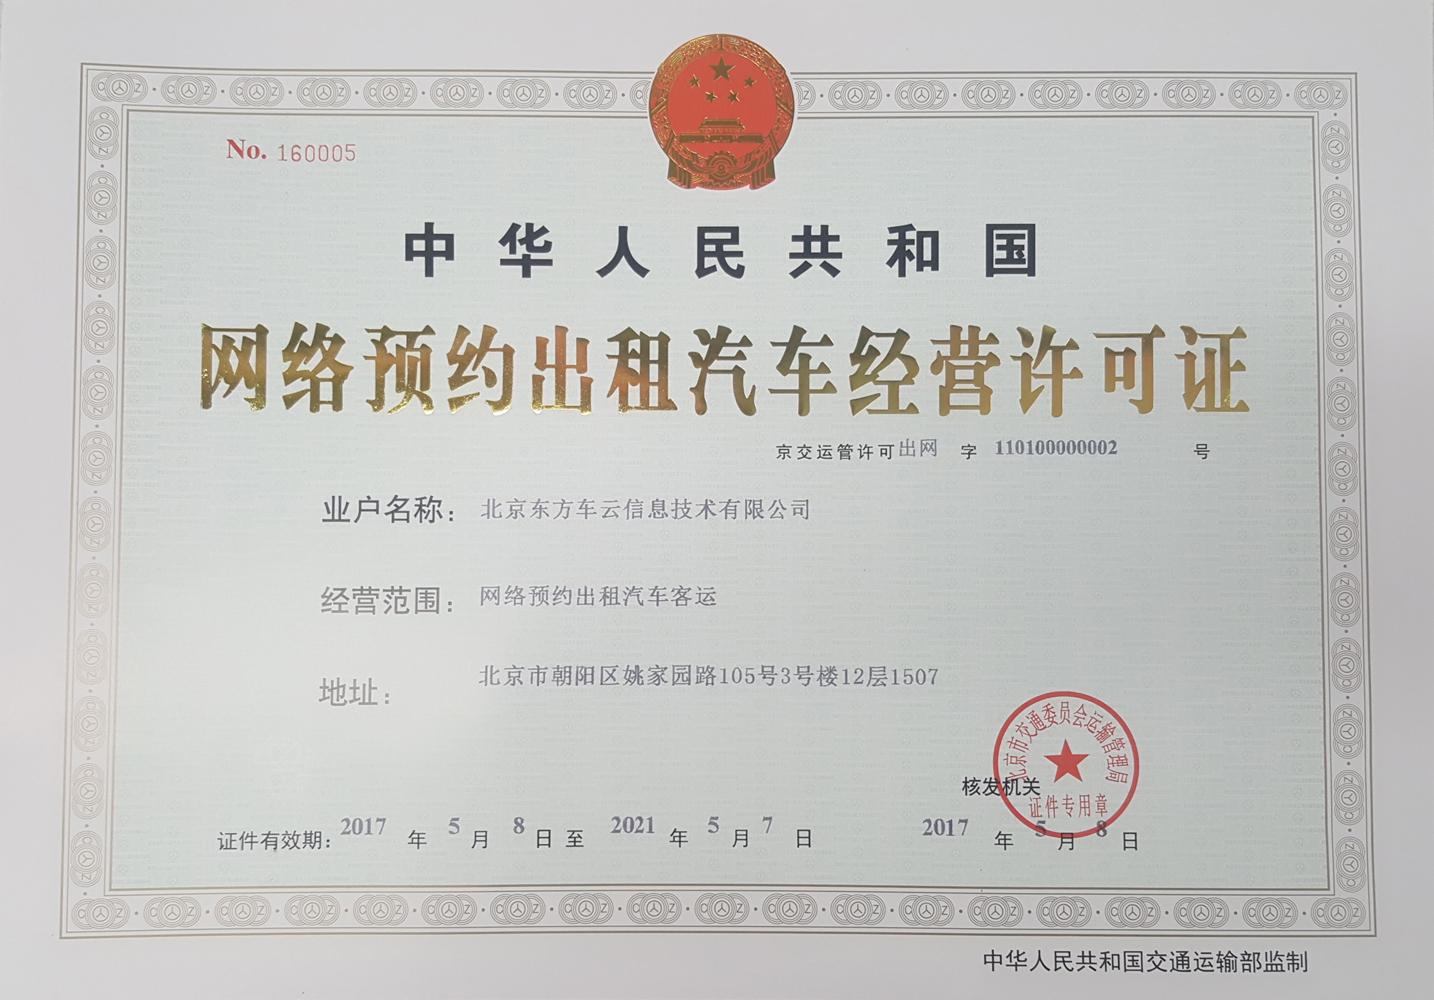 No. 160005
中华人民共和国
网络预约出租汽车经营许可证
京交运管许可出网 字 110100000002 号
业户名称： 北京东方车云信息技术有限公司
经营范围： 网络预约出租汽车客运
地址： 北京市朝阳区姚家园路105号3号楼12层1507
北京市交通委员会运输管理局
证件专用章
核发机关
证件有效期： 2017 年 5 月 8 日 至 2021 年 5 月 7 日
2017 年 5 月 8 日
中华人民共和国交通运输部监制